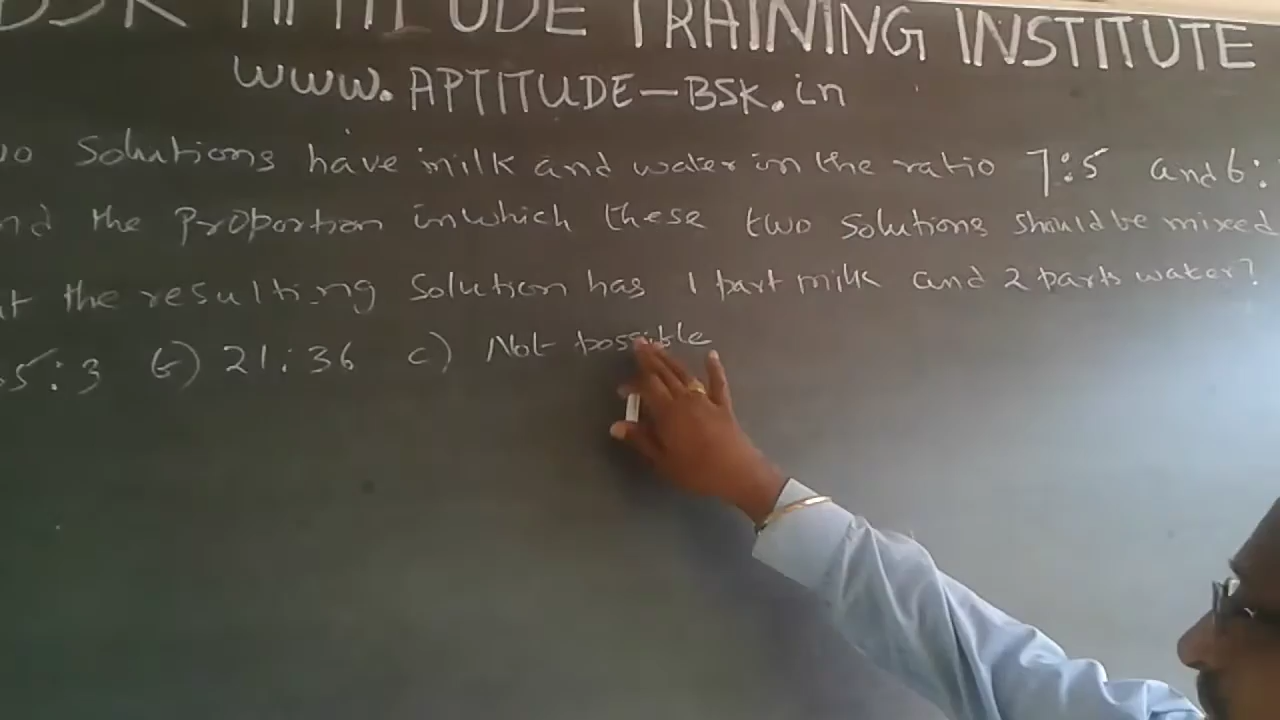 BSK APTITUDE TRAINING INSTITUTE
www.APTITUDE-BSK.in
solutions have milk and water in the ratio 7:5 and 6:
the proportion in which these two solutions should be mixed
the resulting solution has 1 part milk and 2 parts water?
5:3 b) 21:36 c) Not possible